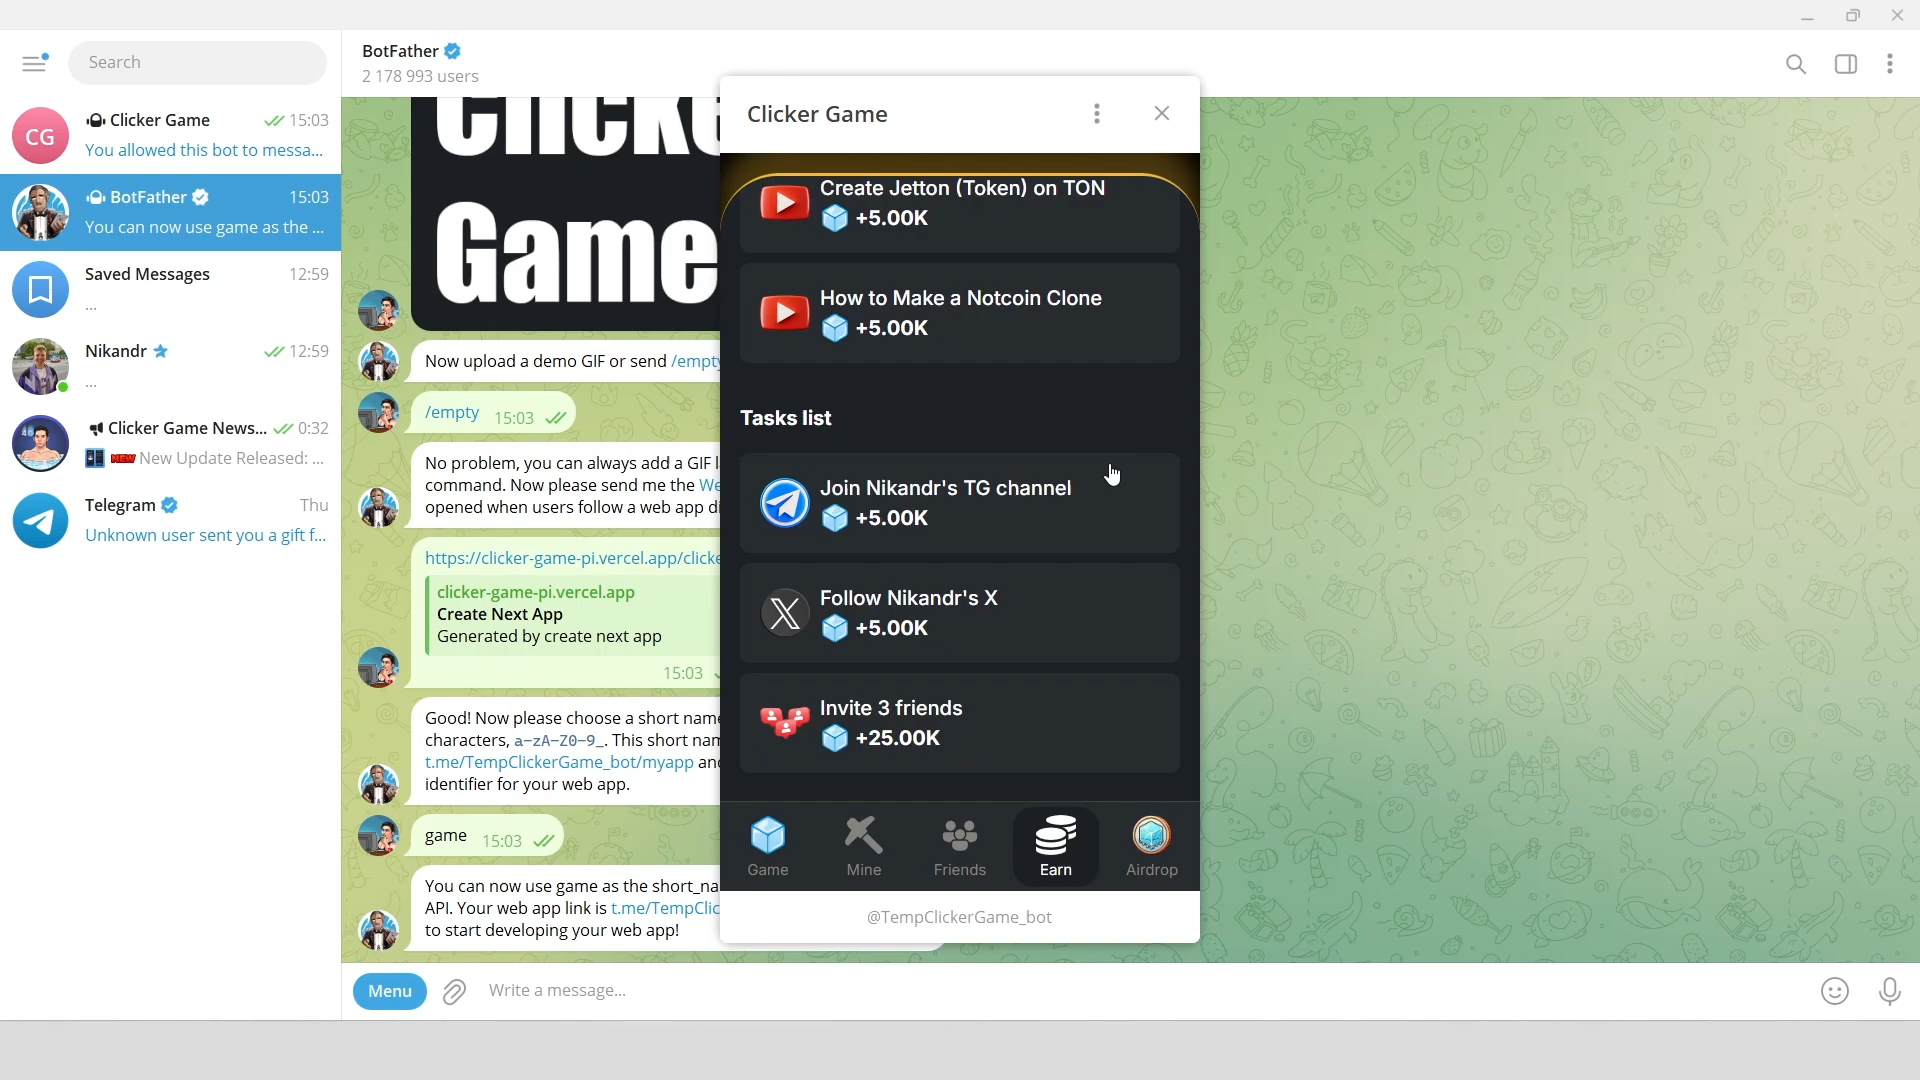 Search
CG
Clicker Game
15:03
You allowed this bot to messa...
BotFather
15:03
You can now use game as the ...
Saved Messages
12:59
...
Nikandr
12:59
...
Clicker Game News...
0:32
NEW New Update Released: ...
Telegram
Thu
Unknown user sent you a gift f...
BotFather
2 178 993 users
Clicke
Game
Now upload a demo GIF or send /empty
/empty 15:03
No problem, you can always add a GIF l
command. Now please send me the We
opened when users follow a web app di
https://clicker-game-pi.vercel.app/clicke
clicker-game-pi.vercel.app
Create Next App
Generated by create next app
15:03
Good! Now please choose a short name
characters, a-zA-Z0-9_. This short nam
t.me/TempClickerGame_bot/myapp and
identifier for your web app.
game 15:03
You can now use game as the short_na
API. Your web app link is t.me/TempClic
to start developing your web app!
Menu
Write a message...
Clicker Game
Create Jetton (Token) on TON
+5.00K
How to Make a Notcoin Clone
+5.00K
Tasks list
Join Nikandr's TG channel
+5.00K
Follow Nikandr's X
+5.00K
Invite 3 friends
+25.00K
Game
Mine
Friends
Earn
Airdrop
@TempClickerGame_bot